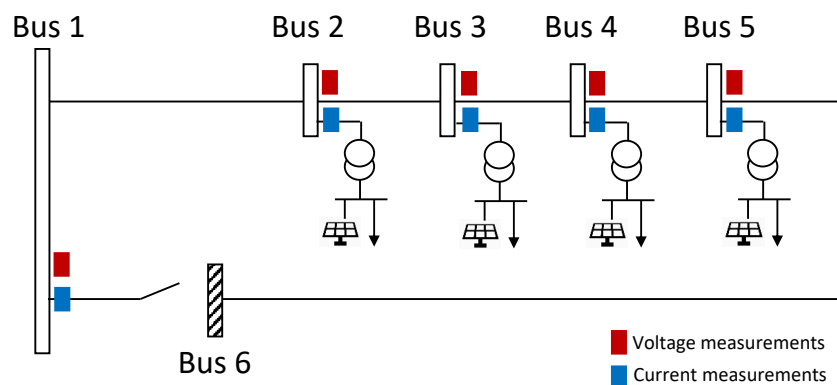 Bus 1
Bus 2
Bus 3
Bus 4
Bus 5
Bus 6
Voltage measurements
Current measurements